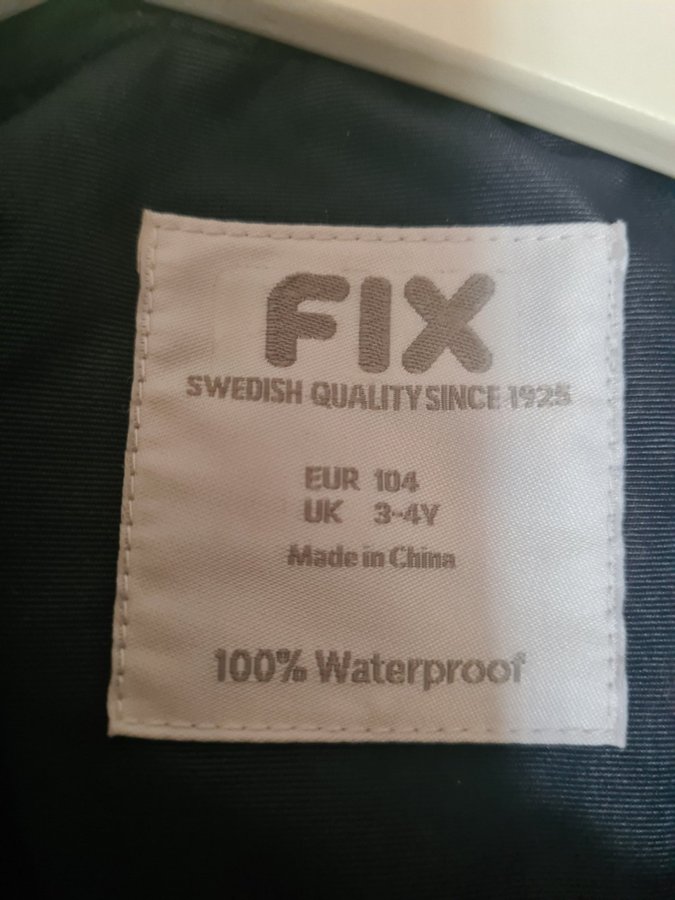 FIX
SWEDISH QUALITY SINCE 1925
EUR 104
UK 3-4Y
Made in China
100% Waterproof